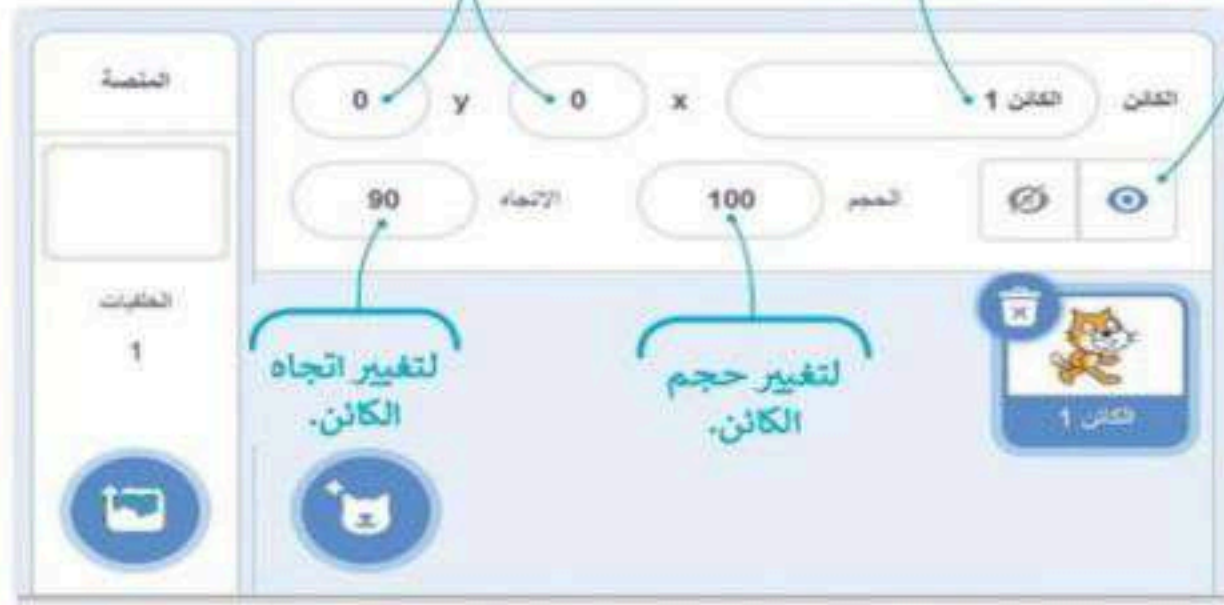 المنصة
الكائن الكائن 1 x 0 y 0
الحجم 100 الاتجاه 90
الخلفيات
1
لتغيير حجم
الكائن.
لتغيير اتجاه
الكائن.
الكائن 1